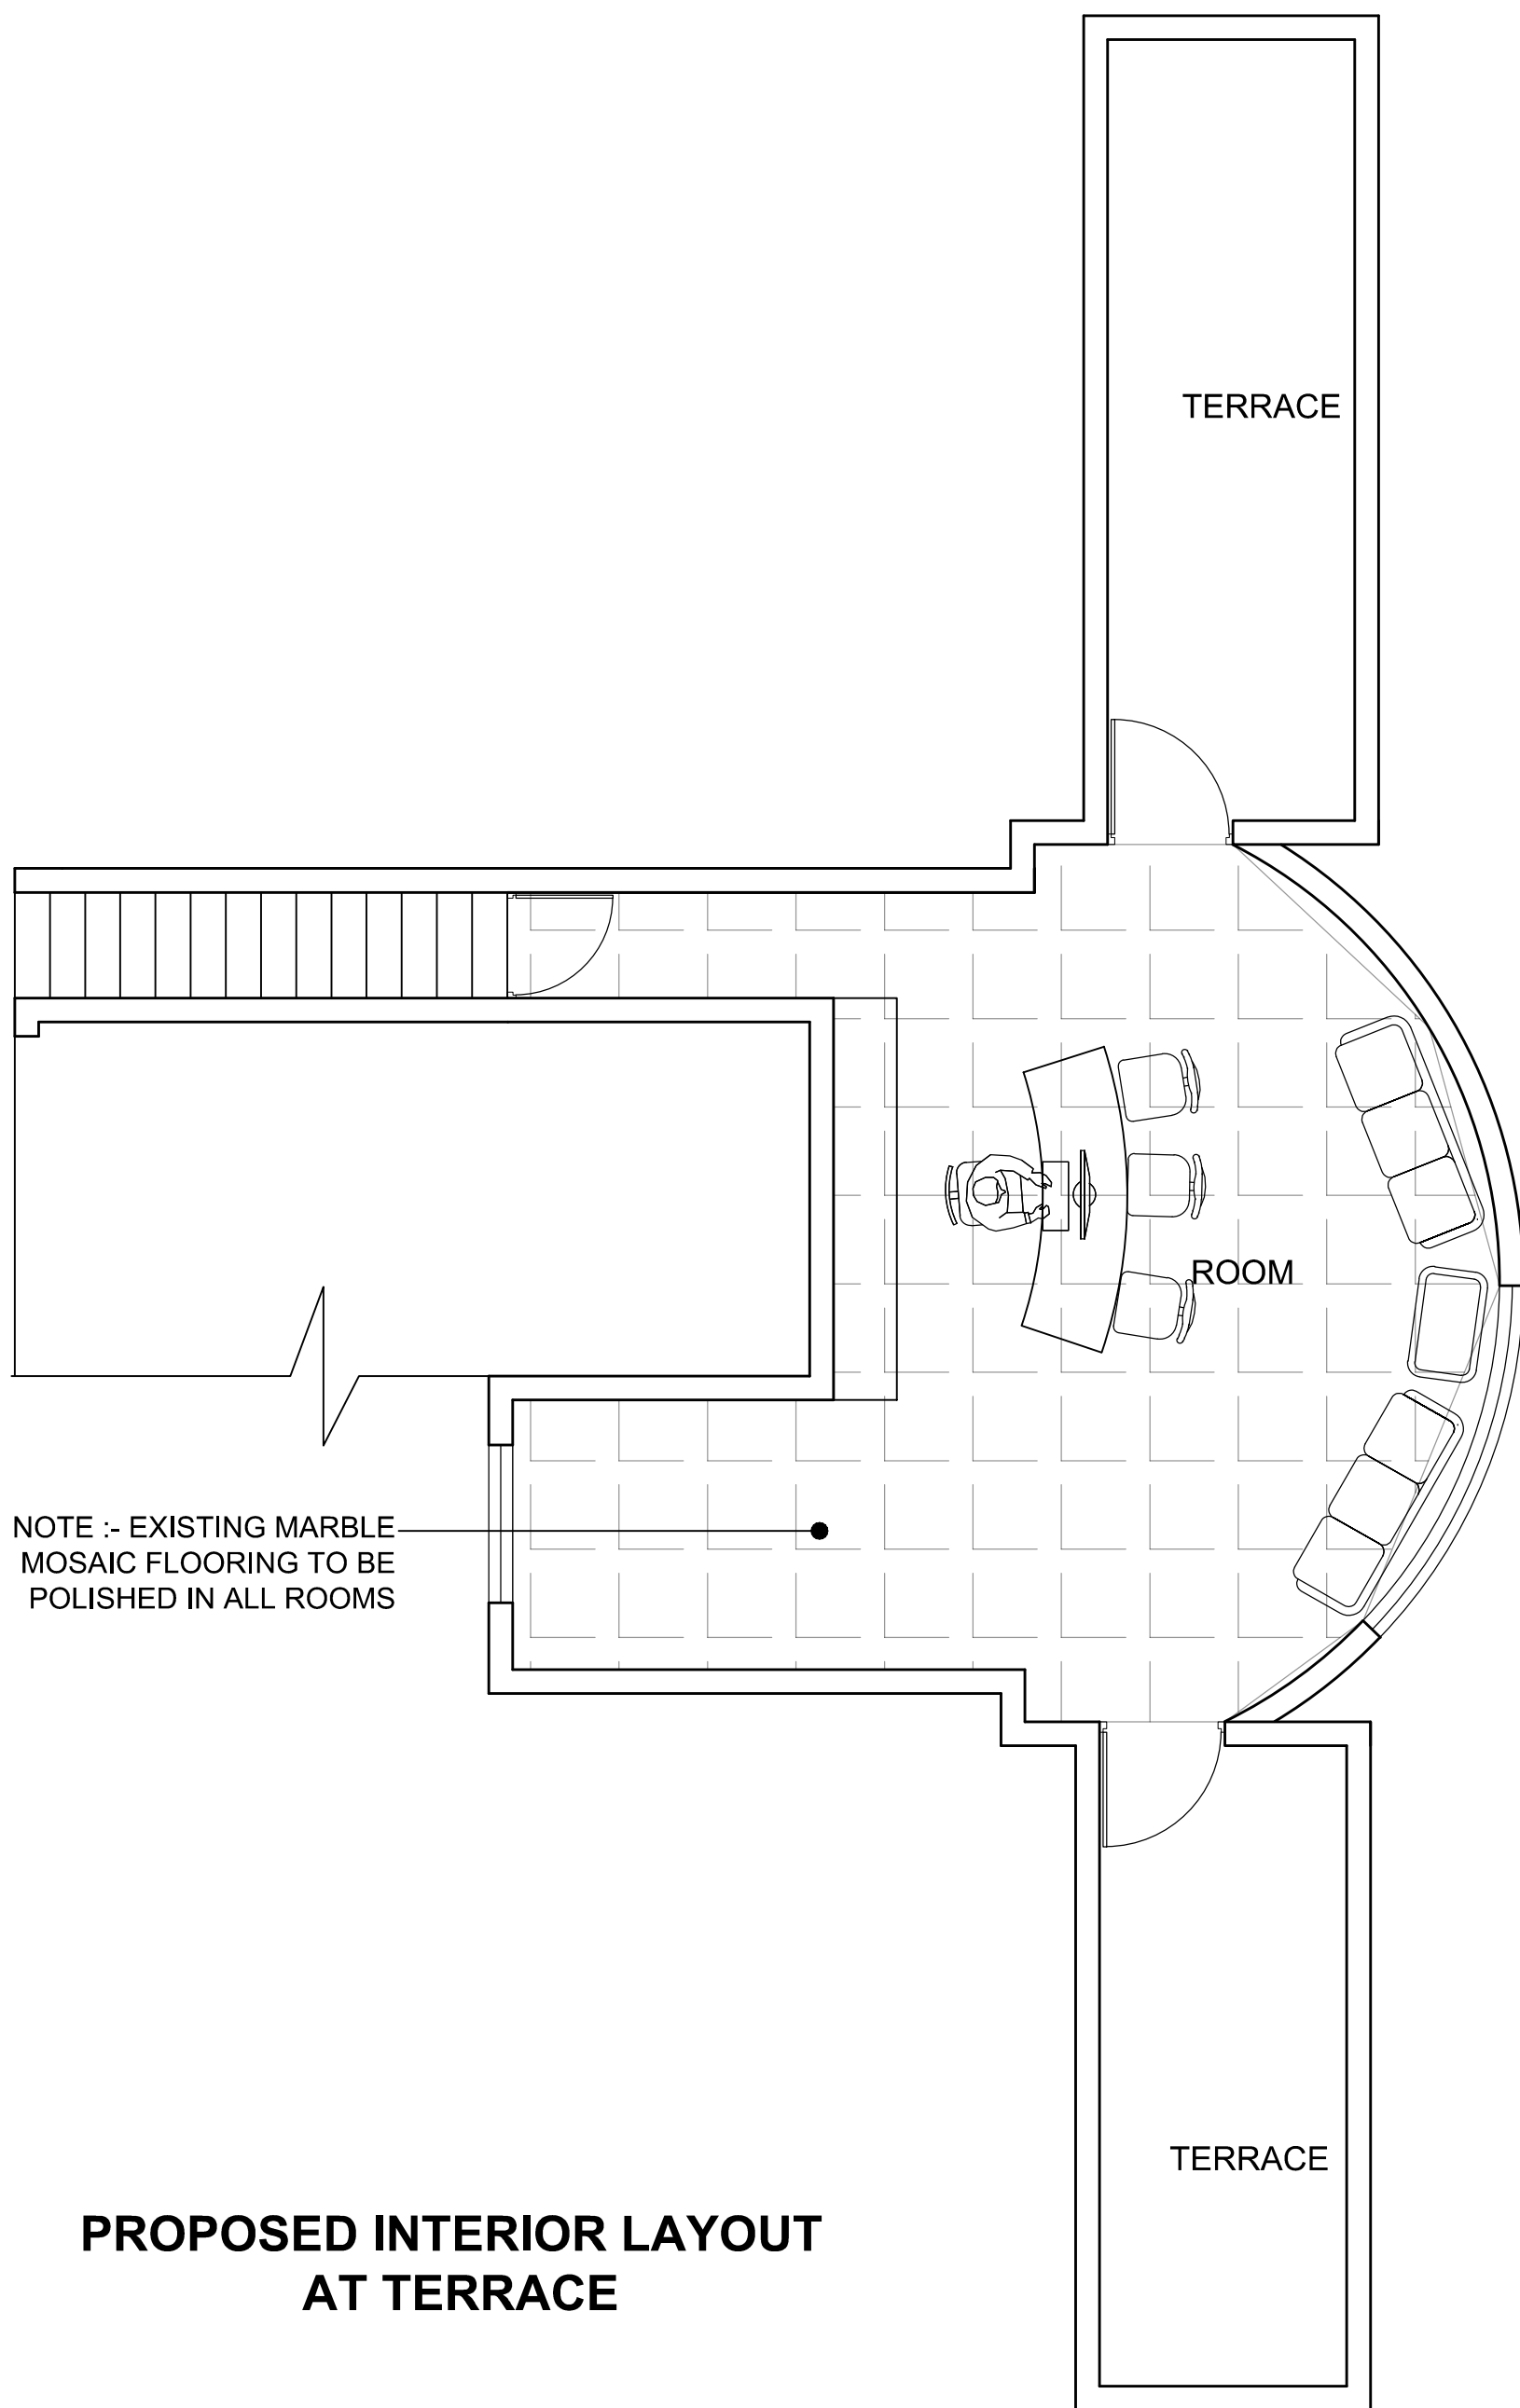 TERRACE
ROOM
NOTE :- EXISTING MARBLE
MOSAIC FLOORING TO BE
POLISHED IN ALL ROOMS
TERRACE
PROPOSED INTERIOR LAYOUT
AT TERRACE